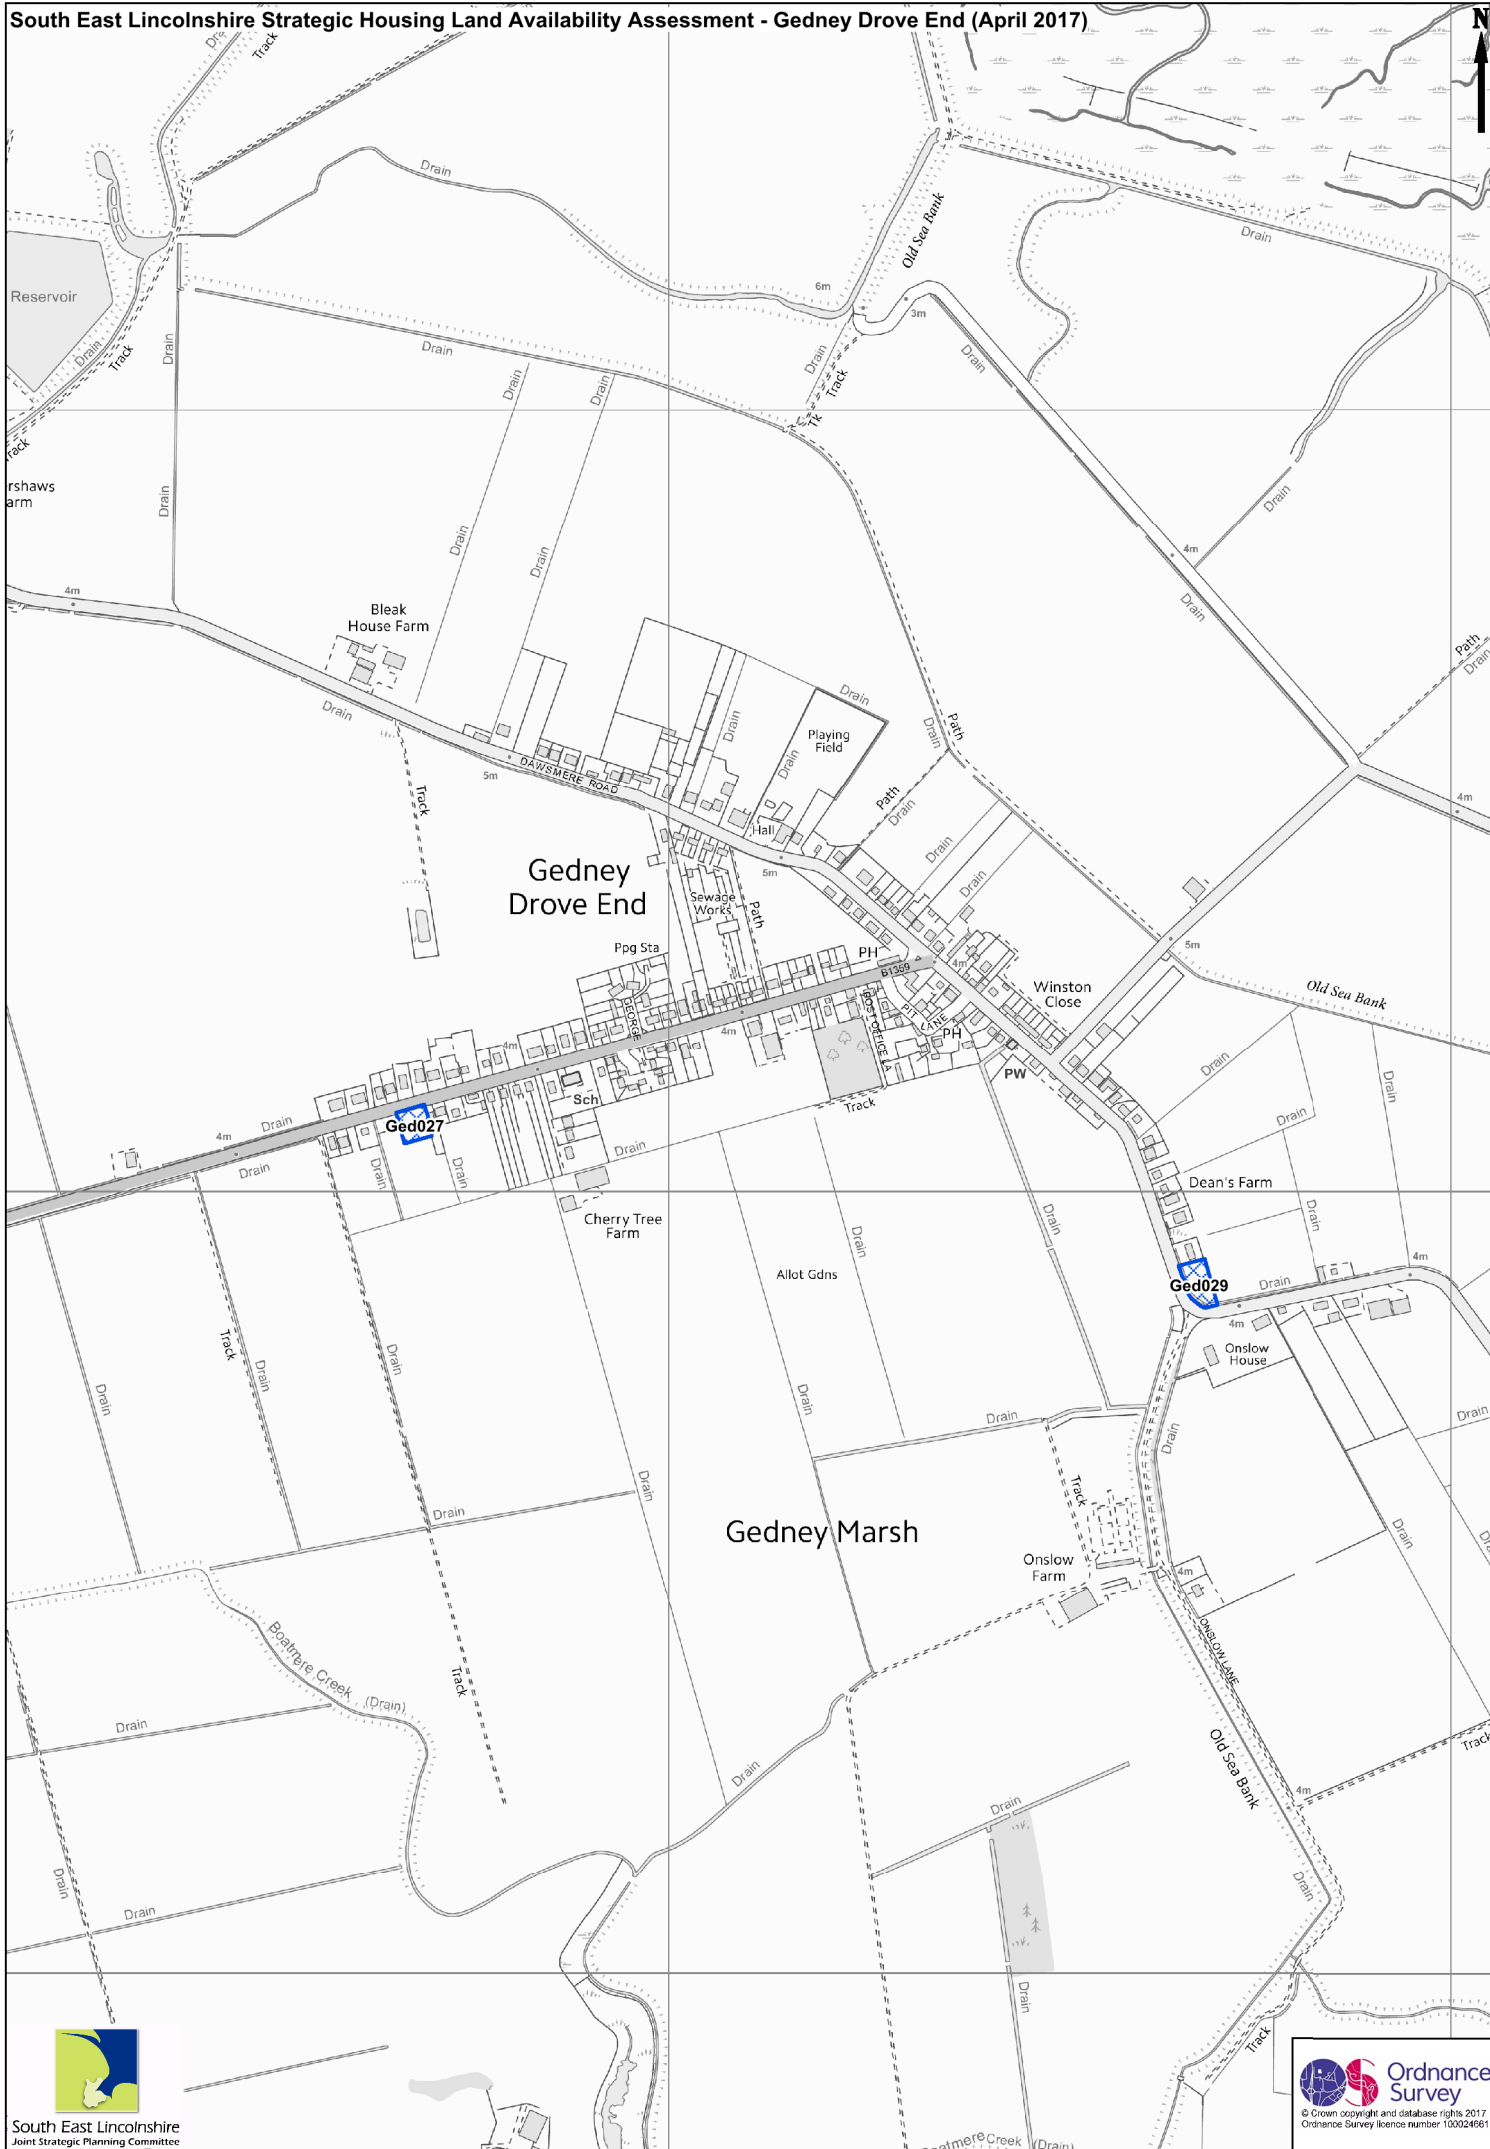 South East Lincolnshire Strategic Housing Land Availability Assessment - Gedney Drove End (April 2017)
N
Track
Drain
Old Sea Bank
Drain
Reservoir
6m
3m
Drain
Track
Drain
Drain
Drain
Track
Tk
Drain
Drain
Drain
Track
rshaws
arm
Drain
Drain
Drain
Drain
4m
Drain
4m
Bleak
House Farm
Drain
Path
Drain
Drain
Drain
Drain
Path
Drain
Playing
Field
Drain
5m
DAWSMERE ROAD
Track
Path
Drain
4m
Hall
5m
Drain
Drain
Gedney
Drove End
Sewage
Works
Path
Ppg Sta
PH
B1359
4m
5m
Winston
Close
Old Sea Bank
GEORGE
POST OFFICE LA
PIT LANE
PH
4m
4m
PW
Drain
Drain
Sch
Track
Drain
Ged027
4m
Drain
Drain
Drain
Drain
Drain
Dean's Farm
Drain
Cherry Tree
Farm
Drain
Drain
Allot Gdns
Ged029
Drain
4m
4m
Onslow
House
Track
Drain
Drain
Drain
Drain
Drain
Drain
Drain
Drain
Drain
Track
Drain
Gedney Marsh
Onslow
Farm
4m
ONSLOW LANE
Boatmere Creek (Drain)
Track
Drain
Old Sea Bank
Track
Drain
4m
Drain
Drain
Drain
Drain
Drain
Track
South East Lincolnshire
Joint Strategic Planning Committee
Ordnance
Survey
© Crown copyright and database rights 2017
Ordnance Survey licence number 100024661
atmere Creek (Drain)